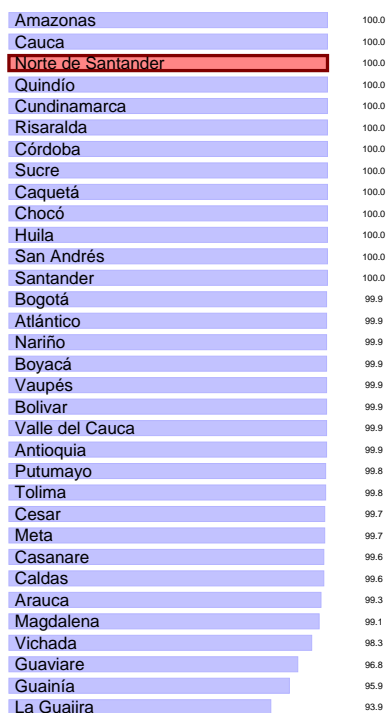 Amazonas 100.0
Cauca 100.0
Norte de Santander 100.0
Quindío 100.0
Cundinamarca 100.0
Risaralda 100.0
Córdoba 100.0
Sucre 100.0
Caquetá 100.0
Chocó 100.0
Huila 100.0
San Andrés 100.0
Santander 100.0
Bogotá 99.9
Atlántico 99.9
Nariño 99.9
Boyacá 99.9
Vaupés 99.9
Bolivar 99.9
Valle del Cauca 99.9
Antioquia 99.9
Putumayo 99.8
Tolima 99.8
Cesar 99.7
Meta 99.7
Casanare 99.6
Caldas 99.6
Arauca 99.3
Magdalena 99.1
Vichada 98.3
Guaviare 96.8
Guainía 95.9
La Guajira 93.9